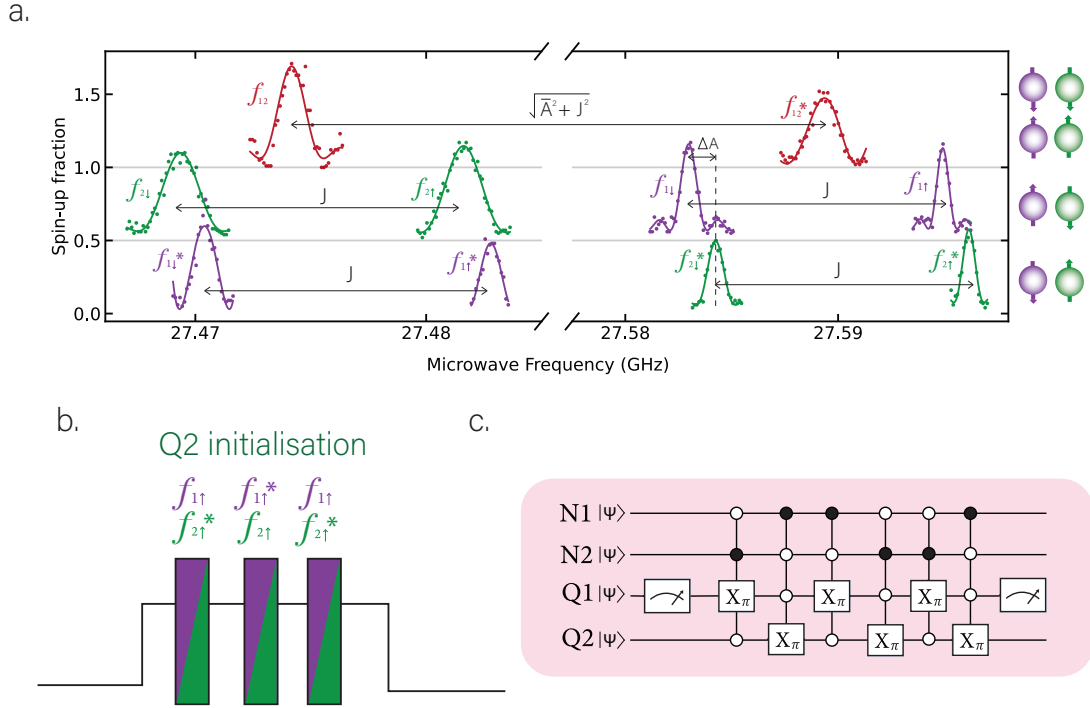 a.
Spin-up fraction
1.5
1.0
0.5
0.0
f12
√(A̅² + J²)
f12*
f2↓
J
f2↑
f1↓
ΔA
J
f1↑
f1↓*
J
f1↑*
f2↓*
J
f2↑*
27.47
27.48
27.58
27.59
Microwave Frequency (GHz)
b.
Q2 initialisation
f1↑ f1↑* f1↑
f2↑* f2↑ f2↑*
c.
N1 |Ψ⟩
N2 |Ψ⟩
Q1 |Ψ⟩ Xπ Xπ Xπ
Q2 |Ψ⟩ Xπ Xπ Xπ